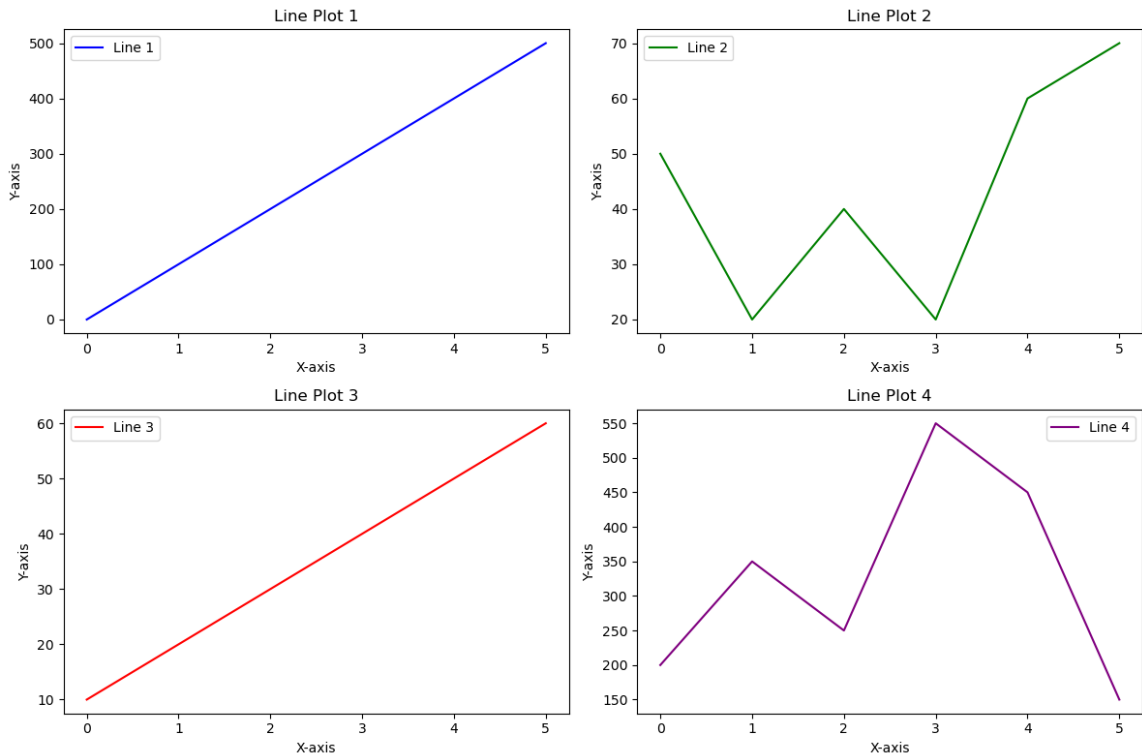 Line Plot 1
Line 1
500
400
300
200
100
0
Y-axis
0 1 2 3 4 5
X-axis
Line Plot 2
Line 2
70
60
50
40
30
20
Y-axis
0 1 2 3 4 5
X-axis
Line Plot 3
Line 3
60
50
40
30
20
10
Y-axis
0 1 2 3 4 5
X-axis
Line Plot 4
Line 4
550
500
450
400
350
300
250
200
150
Y-axis
0 1 2 3 4 5
X-axis